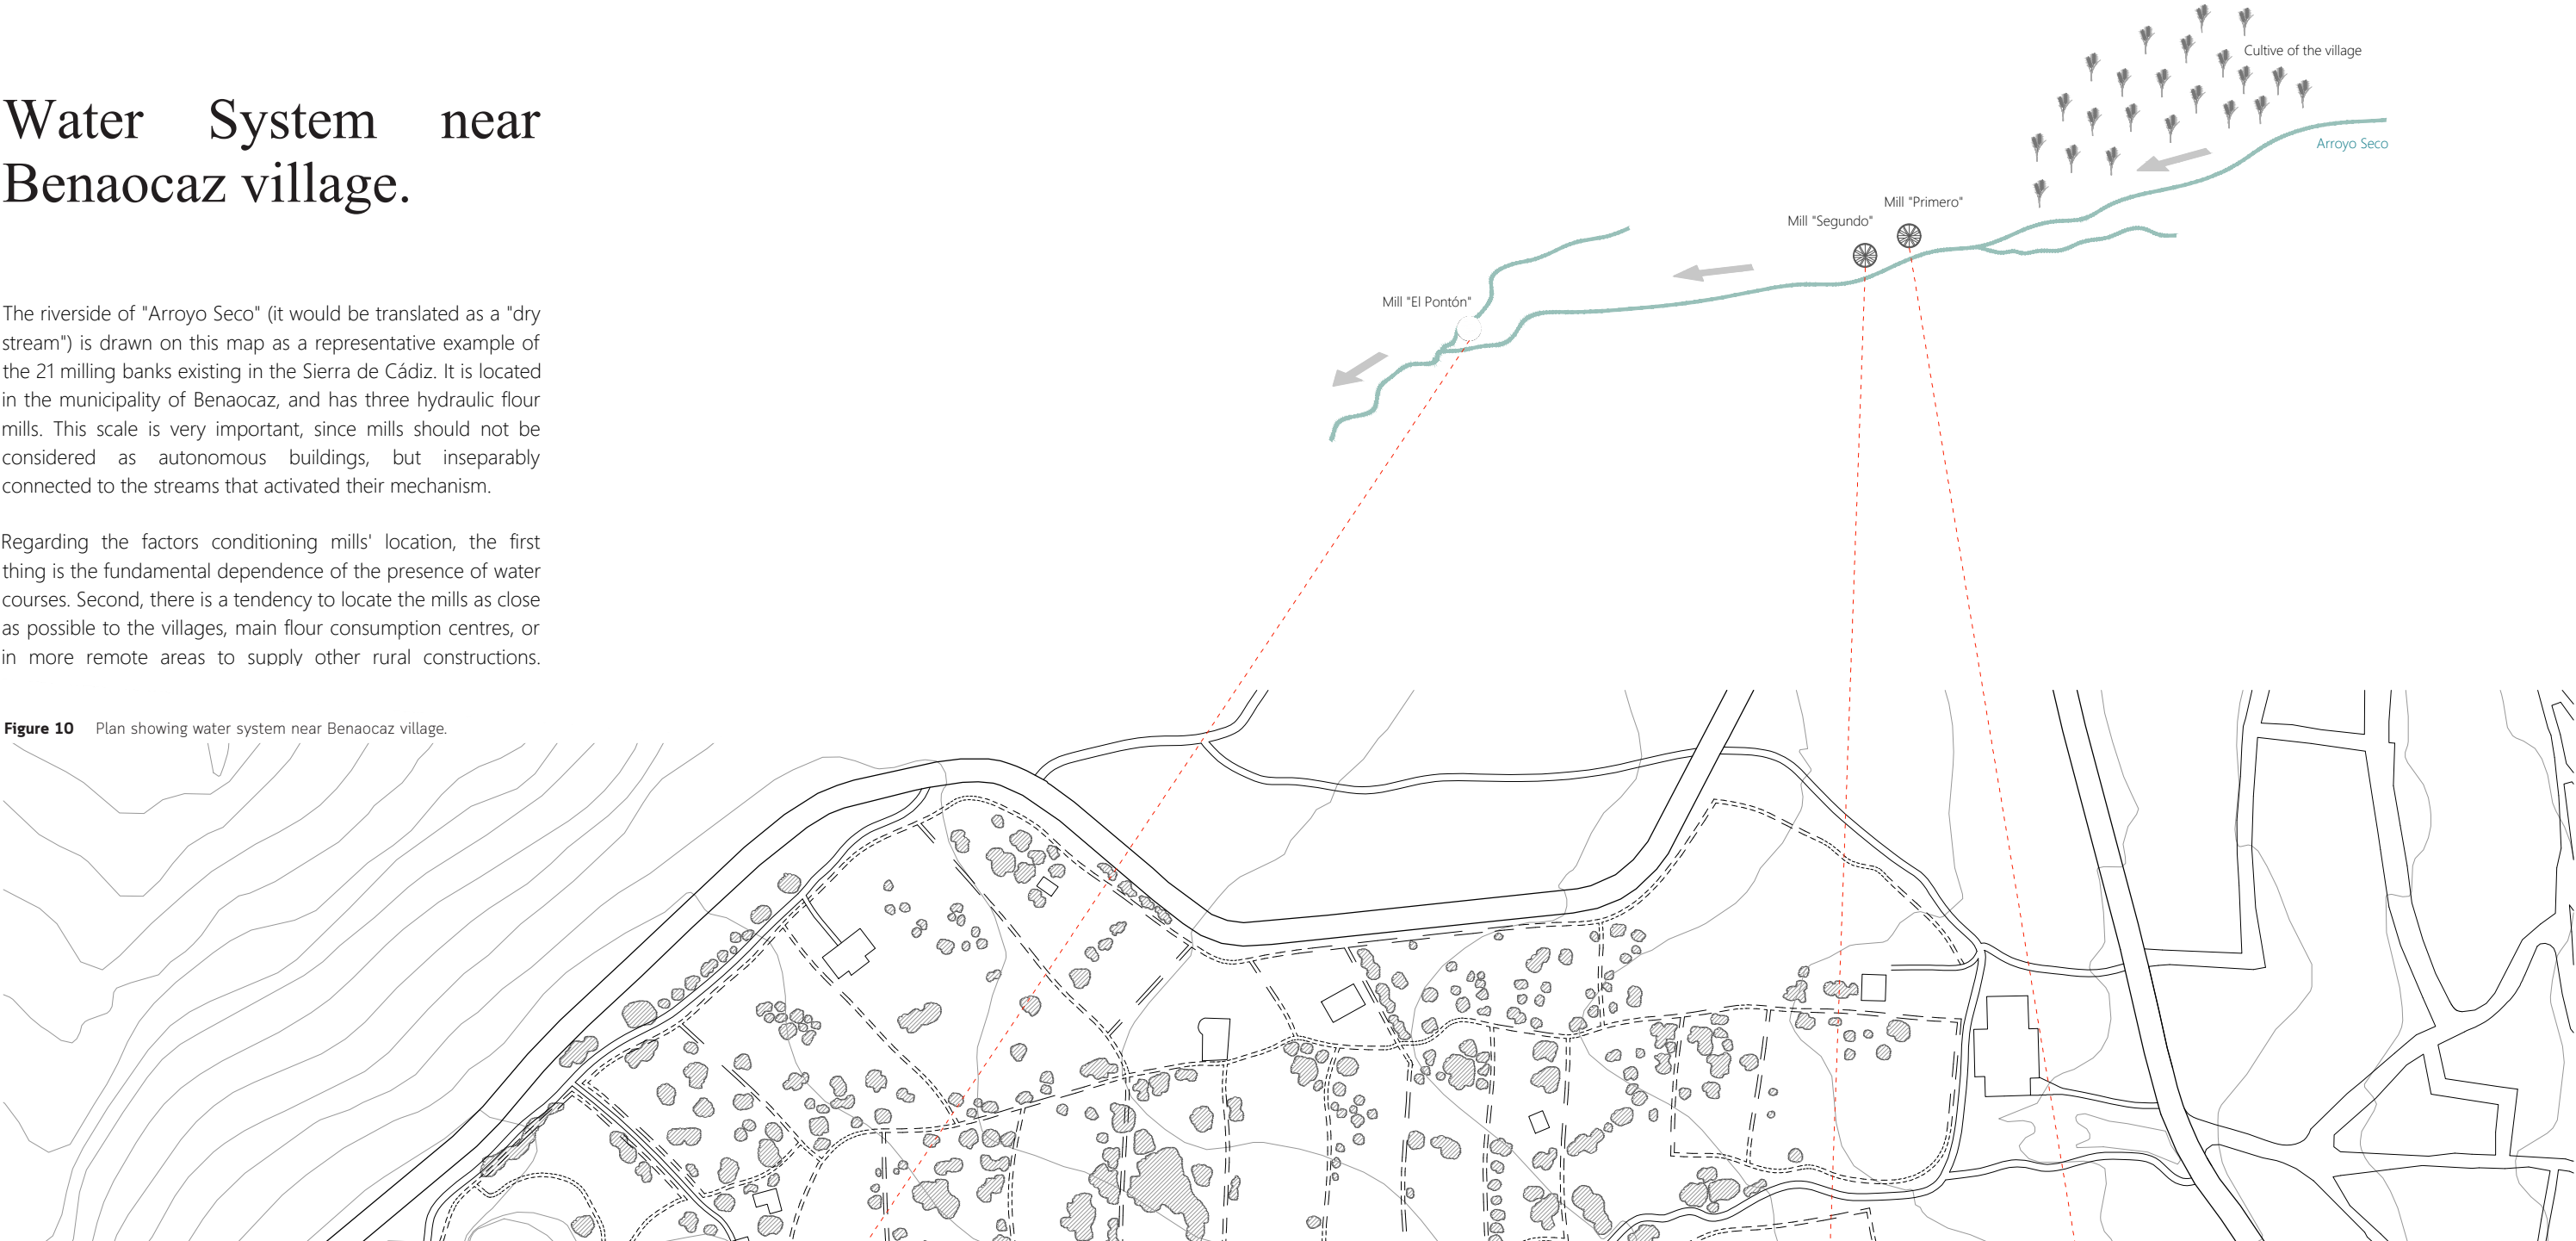 Water System near
Benaocaz village.
The riverside of "Arroyo Seco" (it would be translated as a "dry
stream") is drawn on this map as a representative example of
the 21 milling banks existing in the Sierra de Cádiz. It is located
in the municipality of Benaocaz, and has three hydraulic flour
mills. This scale is very important, since mills should not be
considered as autonomous buildings, but inseparably
connected to the streams that activated their mechanism.
Regarding the factors conditioning mills' location, the first
thing is the fundamental dependence of the presence of water
courses. Second, there is a tendency to locate the mills as close
as possible to the villages, main flour consumption centres, or
in more remote areas to supply other rural constructions.
Figure 10 Plan showing water system near Benaocaz village.
Cultive of the village
Arroyo Seco
Mill "Primero"
Mill "Segundo"
Mill "El Pontón"